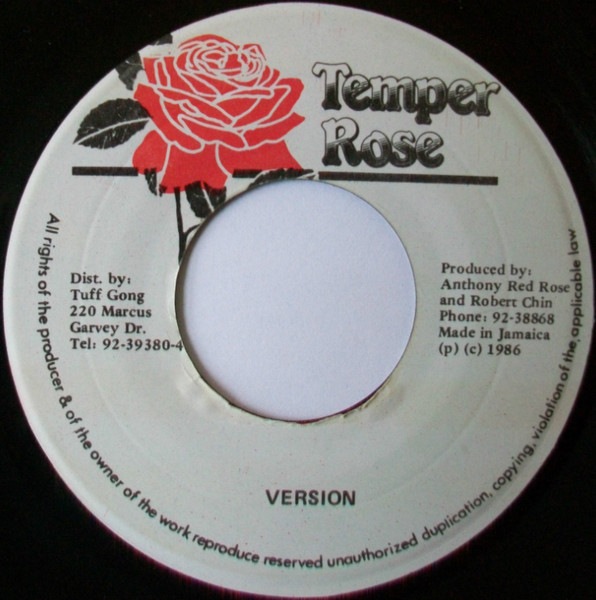 Temper
Rose
Dist. by:
Tuff Gong
220 Marcus
Garvey Dr.
Tel: 92-39380-4
Produced by:
Anthony Red Rose
and Robert Chin
Phone: 92-38868
Made in Jamaica
(p) (c) 1986
VERSION
All rights of the producer & of the owner of the work reproduce reserved unauthorized duplication, copying, violation of the applicable law